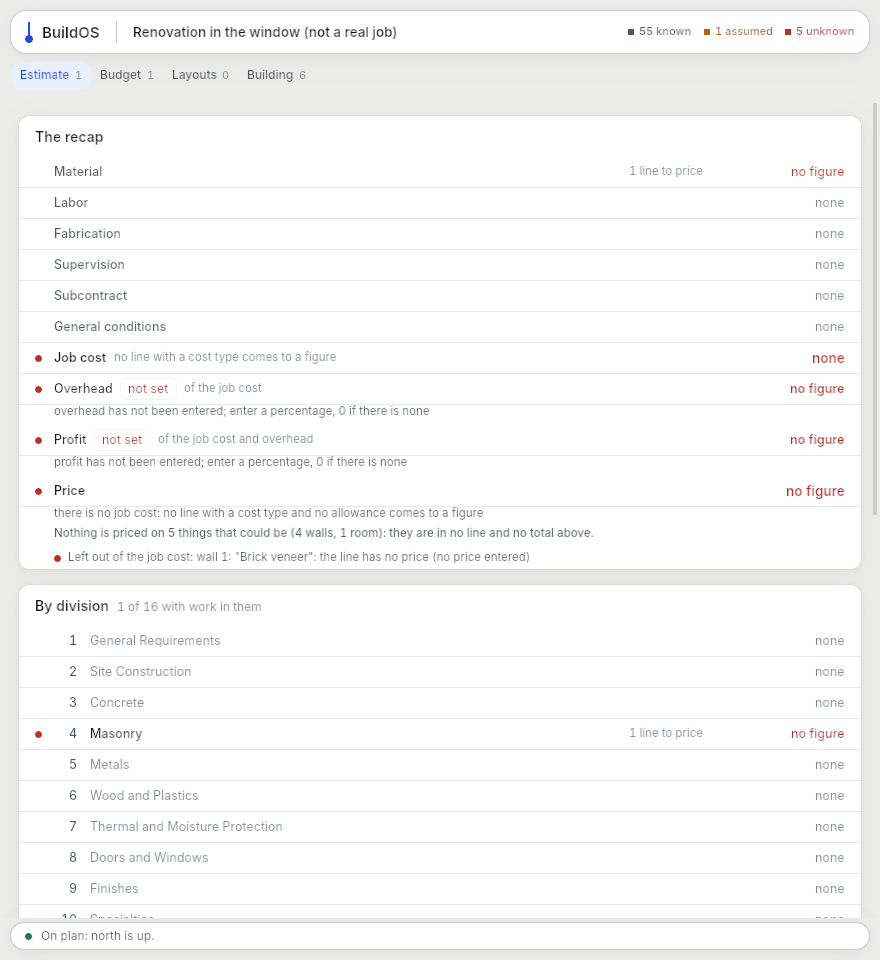 BuildOS Renovation in the window (not a real job) 55 known 1 assumed 5 unknown
Estimate 1 Budget 1 Layouts 0 Building 6
The recap
Material 1 line to price no figure
Labor none
Fabrication none
Supervision none
Subcontract none
General conditions none
Job cost no line with a cost type comes to a figure none
Overhead not set of the job cost no figure
overhead has not been entered; enter a percentage, 0 if there is none
Profit not set of the job cost and overhead no figure
profit has not been entered; enter a percentage, 0 if there is none
Price no figure
there is no job cost: no line with a cost type and no allowance comes to a figure
Nothing is priced on 5 things that could be (4 walls, 1 room): they are in no line and no total above.
Left out of the job cost: wall 1: "Brick veneer": the line has no price (no price entered)
By division 1 of 16 with work in them
1 General Requirements none
2 Site Construction none
3 Concrete none
4 Masonry 1 line to price no figure
5 Metals none
6 Wood and Plastics none
7 Thermal and Moisture Protection none
8 Doors and Windows none
9 Finishes none
10 Specialties none
On plan: north is up.